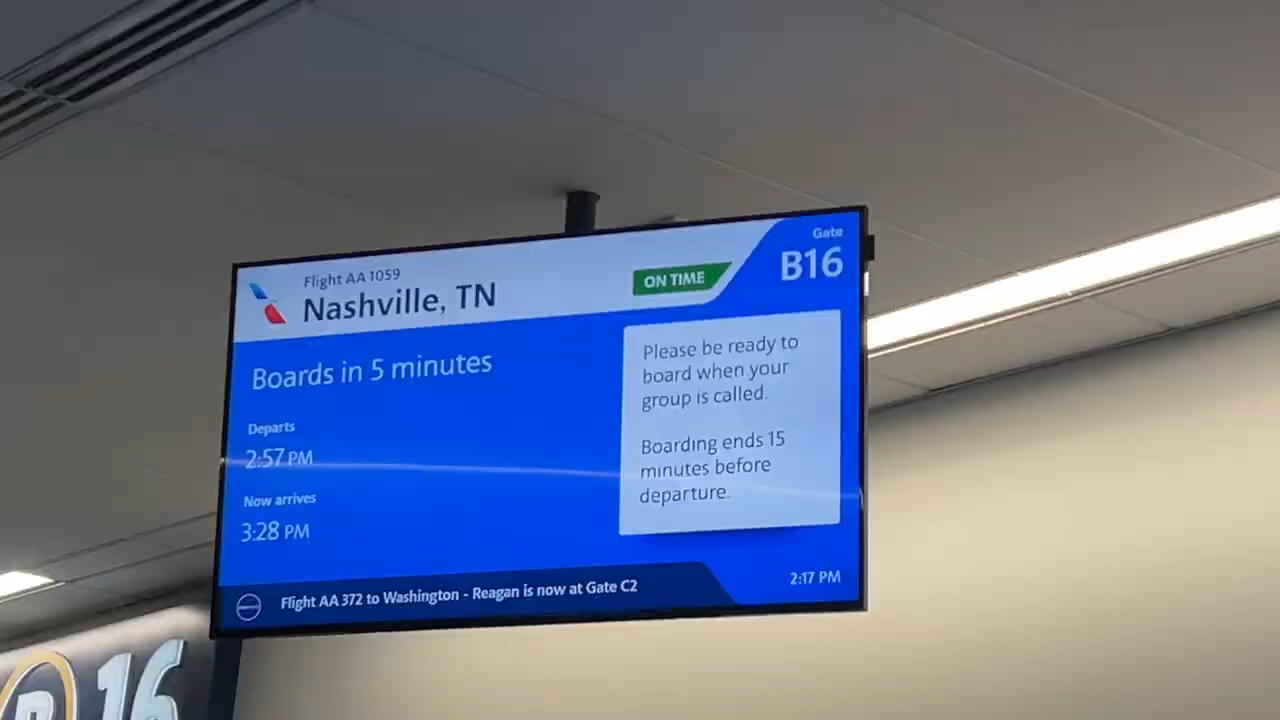 Flight AA 1059
Nashville, TN
ON TIME
Gate
B16
Boards in 5 minutes
Departs
2:57 PM
Now arrives
3:28 PM
Please be ready to
board when your
group is called.
Boarding ends 15
minutes before
departure.
Flight AA 372 to Washington - Reagan is now at Gate C2
2:17 PM
B 16